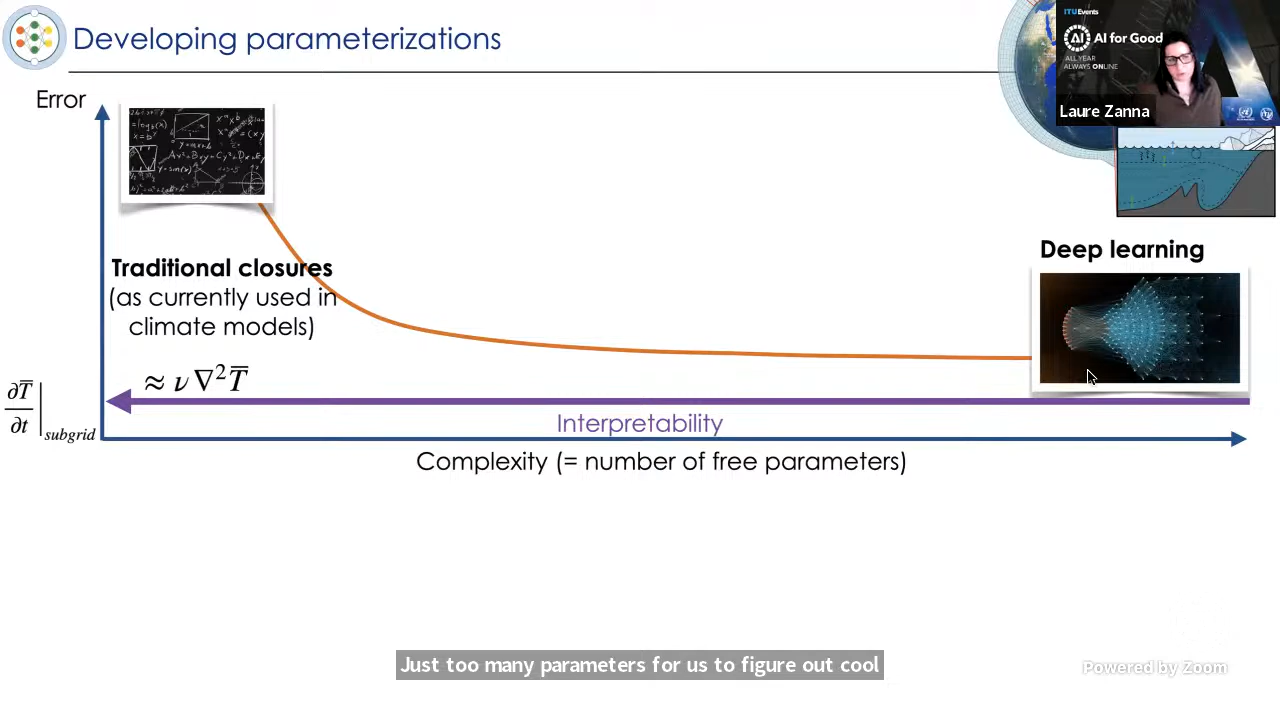 Developing parameterizations
ITUEvents
AI for Good
ALL YEAR
ALWAYS ONLINE
Laure Zanna
Error
Traditional closures
(as currently used in
climate models)
≈ ν ∇²T̅
∂T̅/∂t |subgrid
Deep learning
Interpretability
Complexity (= number of free parameters)
Just too many parameters for us to figure out cool
Powered by Zoom